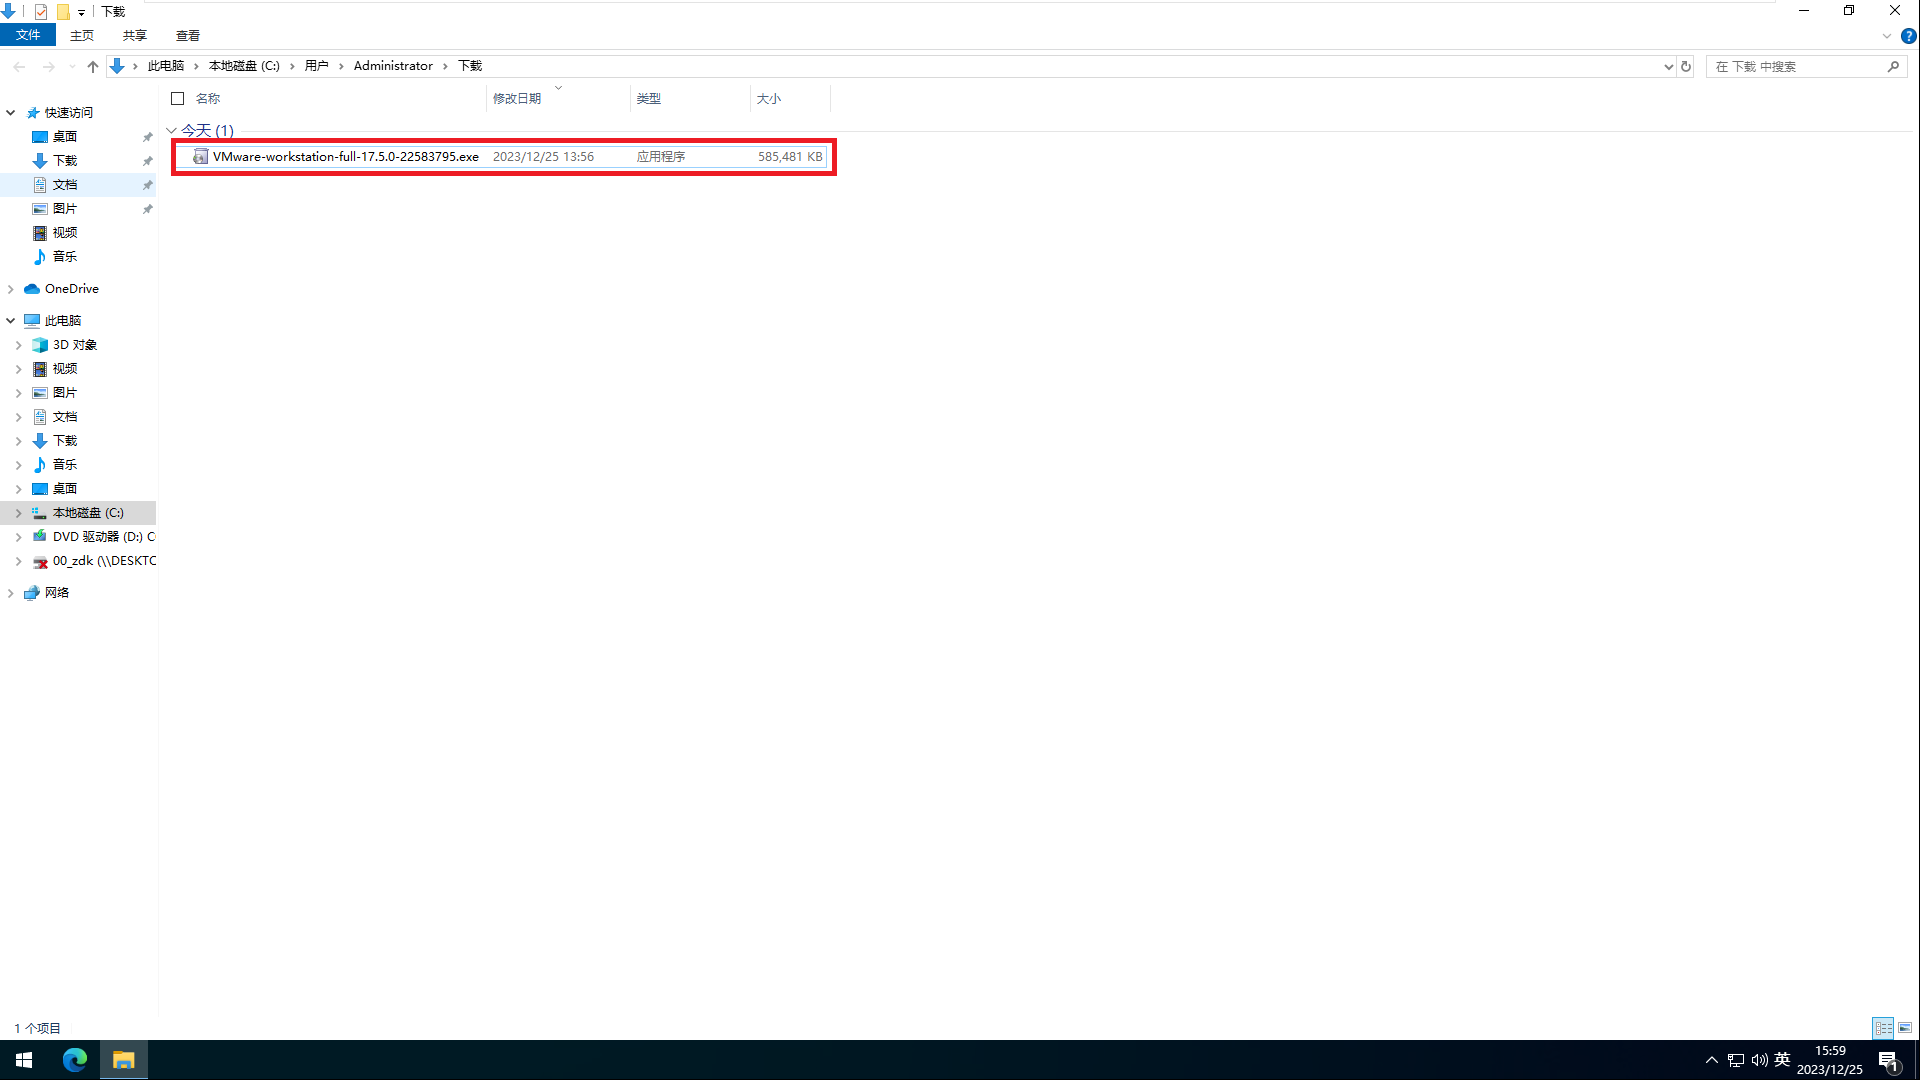 下载
文件 主页 共享 查看
此电脑 本地磁盘 (C:) 用户 Administrator 下载
在 下载 中搜索
名称 修改日期 类型 大小
今天 (1)
VMware-workstation-full-17.5.0-22583795.exe 2023/12/25 13:56 应用程序 585,481 KB
快速访问
桌面
下载
文档
图片
视频
音乐
OneDrive
此电脑
3D 对象
视频
图片
文档
下载
音乐
桌面
本地磁盘 (C:)
DVD 驱动器 (D:) C
00_zdk (\\DESKTO
网络
1 个项目
英
15:59
2023/12/25
1